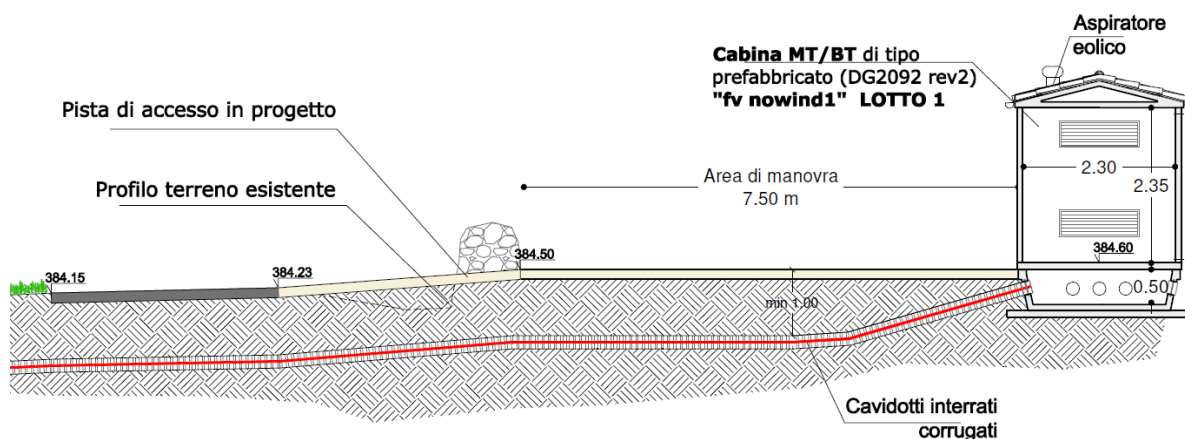 Aspiratore
eolico
Cabina MT/BT di tipo
prefabbricato (DG2092 rev2)
"fv nowind1" LOTTO 1
Pista di accesso in progetto
Profilo terreno esistente
Area di manovra
7.50 m
2.30
2.35
384.15
384.23
384.50
384.60
min 1.00
0.50
Cavidotti interrati
corrugati